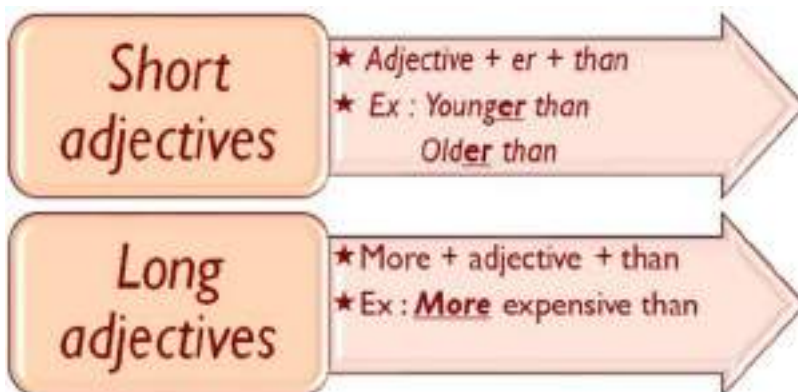 Short
adjectives
★ Adjective + er + than
★ Ex : Younger than
Older than
Long
adjectives
★More + adjective + than
★Ex : More expensive than